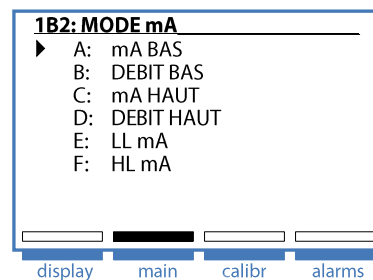 1B2: MODE mA
A: mA BAS
B: DEBIT BAS
C: mA HAUT
D: DEBIT HAUT
E: LL mA
F: HL mA
display main calibr alarms